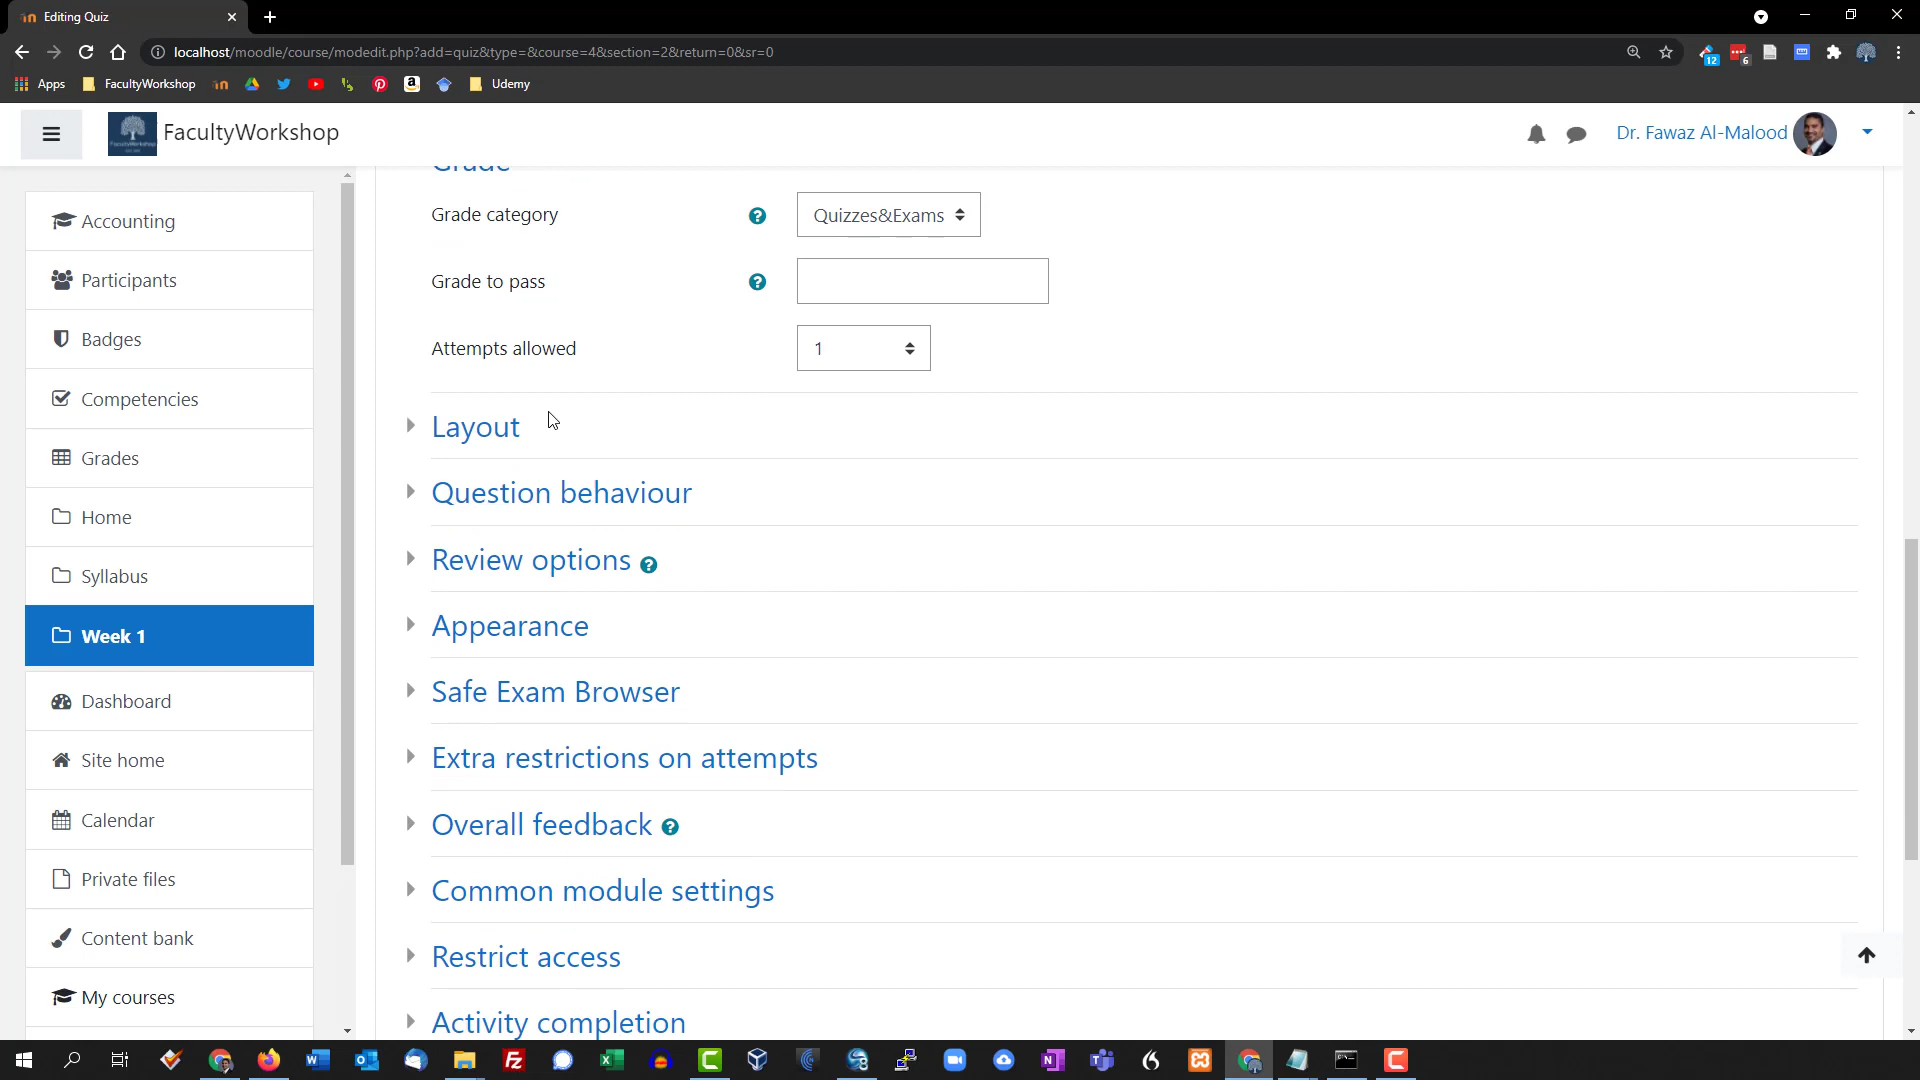 Editing Quiz
localhost/moodle/course/modedit.php?add=quiz&type=&course=4&section=2&return=0&sr=0
12
6
Apps
FacultyWorkshop
Udemy
FacultyWorkshop
Dr. Fawaz Al-Malood
Accounting
Participants
Badges
Competencies
Grades
Home
Syllabus
Week 1
Dashboard
Site home
Calendar
Private files
Content bank
My courses
Grade
Grade category
Quizzes&Exams
Grade to pass
Attempts allowed
1
Layout
Question behaviour
Review options
Appearance
Safe Exam Browser
Extra restrictions on attempts
Overall feedback
Common module settings
Restrict access
Activity completion